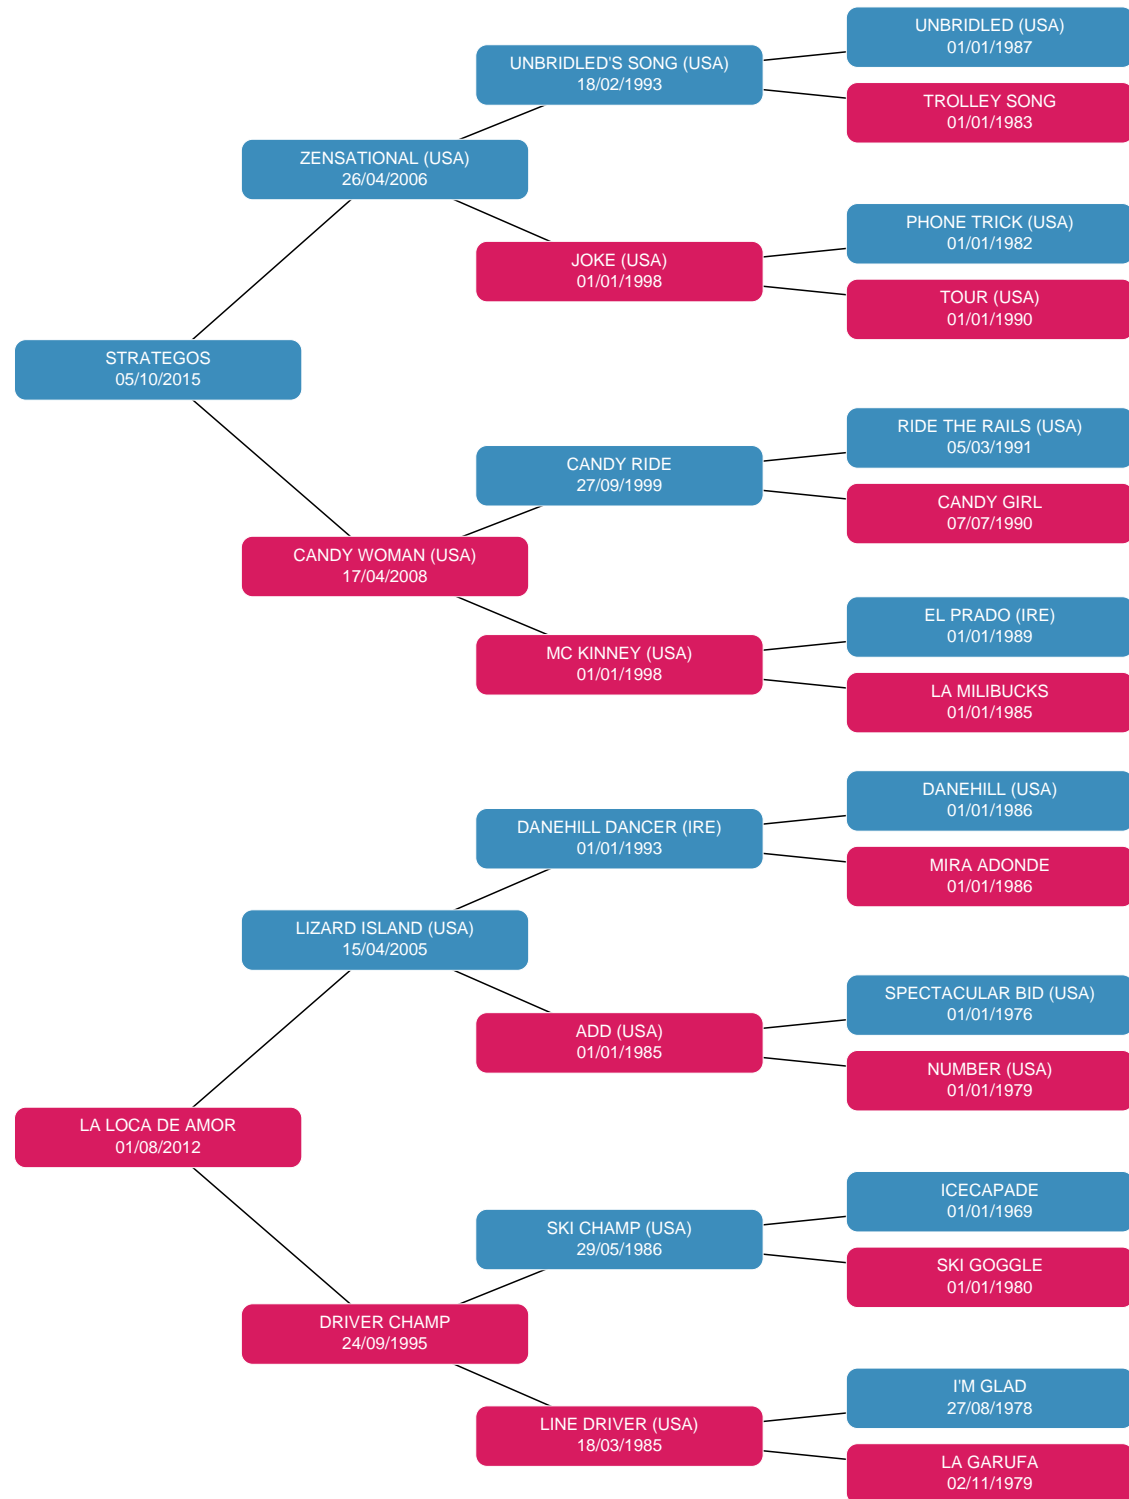 UNBRIDLED (USA)
01/01/1987
UNBRIDLED'S SONG (USA)
18/02/1993
TROLLEY SONG
01/01/1983
ZENSATIONAL (USA)
26/04/2006
PHONE TRICK (USA)
01/01/1982
JOKE (USA)
01/01/1998
TOUR (USA)
01/01/1990
STRATEGOS
05/10/2015
RIDE THE RAILS (USA)
05/03/1991
CANDY RIDE
27/09/1999
CANDY GIRL
07/07/1990
CANDY WOMAN (USA)
17/04/2008
EL PRADO (IRE)
01/01/1989
MC KINNEY (USA)
01/01/1998
LA MILIBUCKS
01/01/1985
DANEHILL (USA)
01/01/1986
DANEHILL DANCER (IRE)
01/01/1993
MIRA ADONDE
01/01/1986
LIZARD ISLAND (USA)
15/04/2005
SPECTACULAR BID (USA)
01/01/1976
ADD (USA)
01/01/1985
NUMBER (USA)
01/01/1979
LA LOCA DE AMOR
01/08/2012
ICECAPADE
01/01/1969
SKI CHAMP (USA)
29/05/1986
SKI GOGGLE
01/01/1980
DRIVER CHAMP
24/09/1995
I'M GLAD
27/08/1978
LINE DRIVER (USA)
18/03/1985
LA GARUFA
02/11/1979